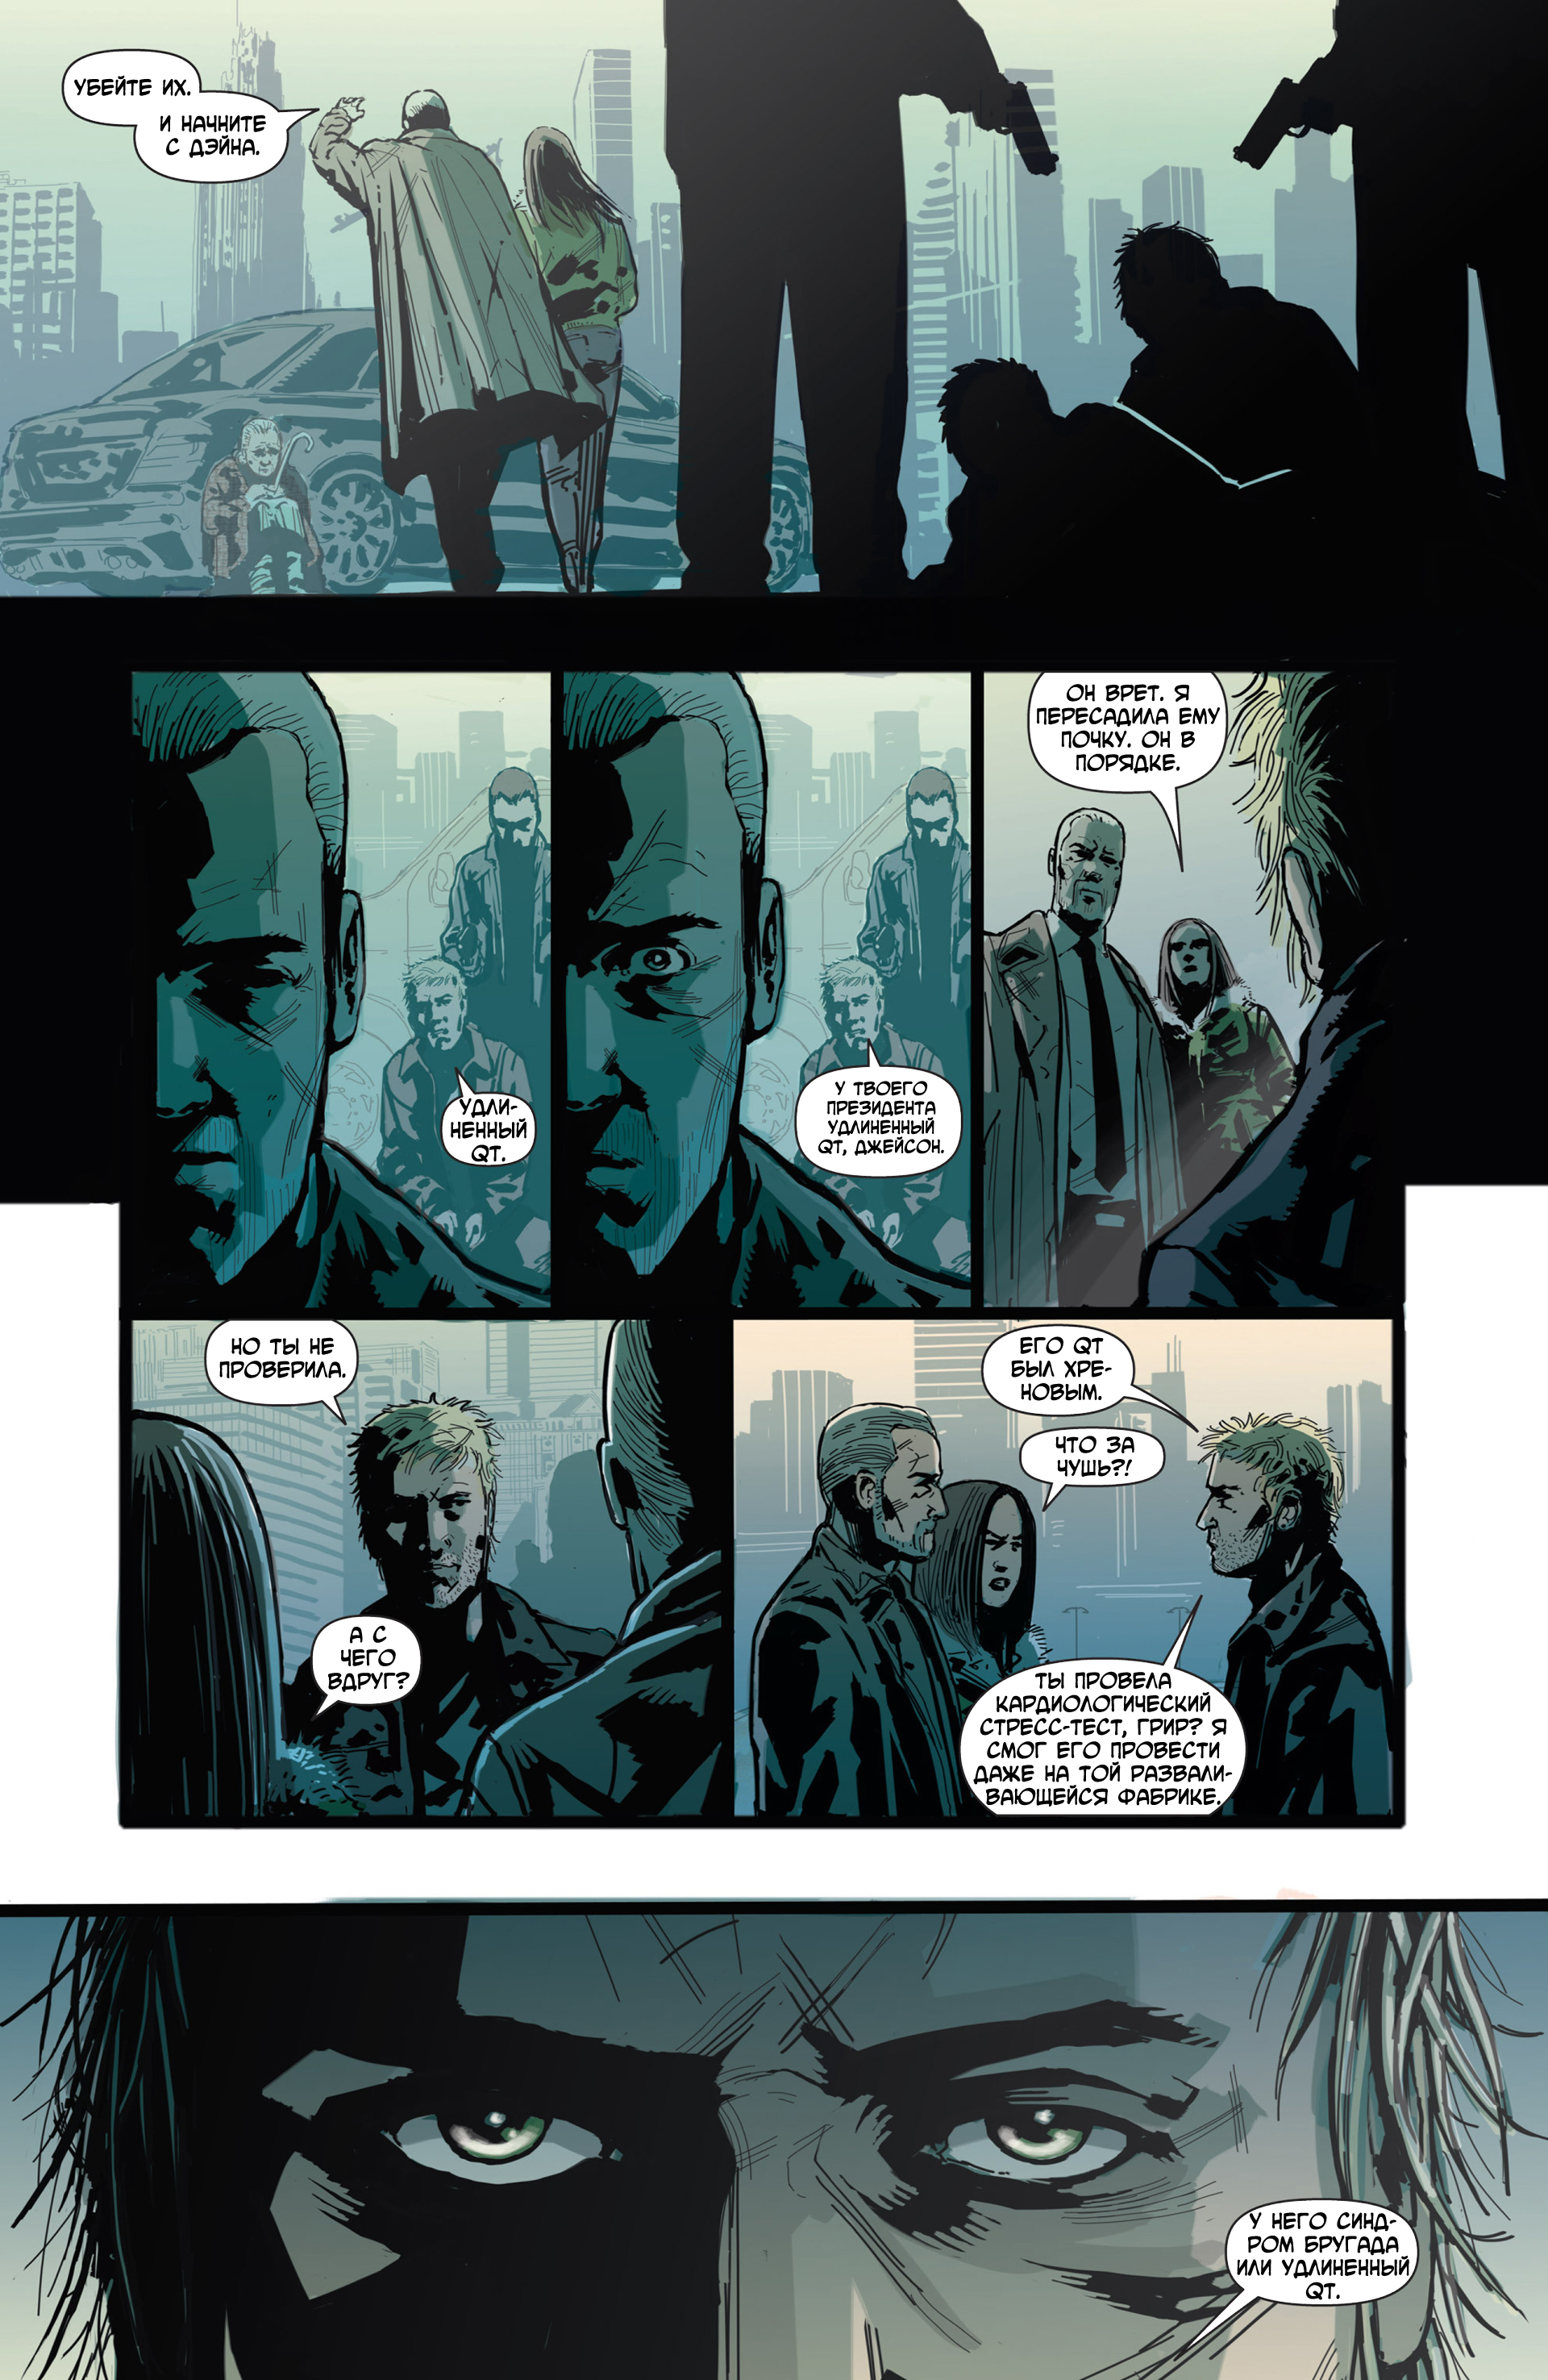 УБЕЙТЕ ИХ.
И НАЧНИТЕ
С ДЭЙНА.
УДЛИ-
НЕННЫЙ
QT.
У ТВОЕГО
ПРЕЗИДЕНТА
УДЛИНЕННЫЙ
QT, ДЖЕЙСОН.
ОН ВРЕТ. Я
ПЕРЕСАДИЛА ЕМУ
ПОЧКУ. ОН В
ПОРЯДКЕ.
НО ТЫ НЕ
ПРОВЕРИЛА.
А С
ЧЕГО
ВДРУГ?
ЕГО QT
БЫЛ ХРЕ-
НОВЫМ.
ЧТО ЗА
ЧУШЬ?!
ТЫ ПРОВЕЛА
КАРДИОЛОГИЧЕСКИЙ
СТРЕСС-ТЕСТ, ГРИР? Я
СМОГ ЕГО ПРОВЕСТИ
ДАЖЕ НА ТОЙ РАЗВАЛИ-
ВАЮЩЕЙСЯ ФАБРИКЕ.
У НЕГО СИНД-
РОМ БРУГАДА
ИЛИ УДЛИНЕННЫЙ
QT.